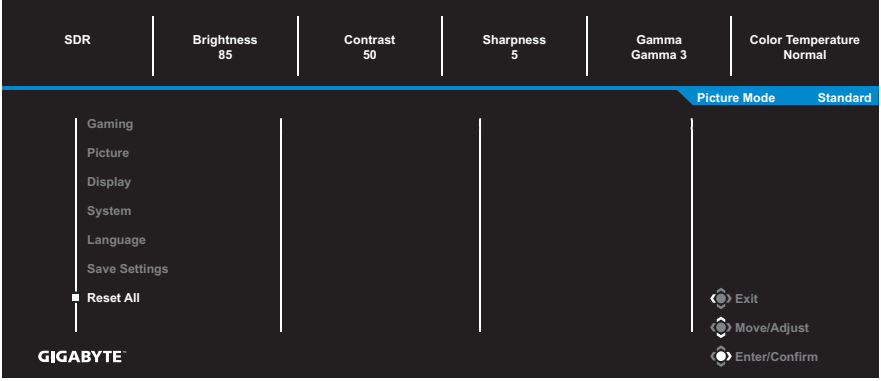 SDR
Brightness
85
Contrast
50
Sharpness
5
Gamma
Gamma 3
Color Temperature
Normal
Picture Mode Standard
Gaming
Picture
Display
System
Language
Save Settings
Reset All
Exit
Move/Adjust
Enter/Confirm
GIGABYTE™